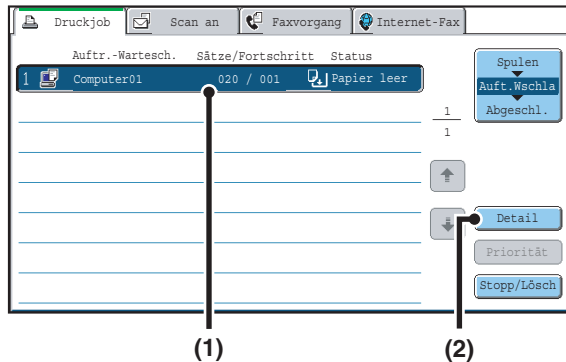 Druckjob Scan an Faxvorgang Internet-Fax
Auftr.-Wartesch. Sätze/Fortschritt Status
1 Computer01 020 / 001 Papier leer
Spulen
Auft.Wschla
Abgeschl.
1
1
Detail
Priorität
Stopp/Lösch
(1) (2)